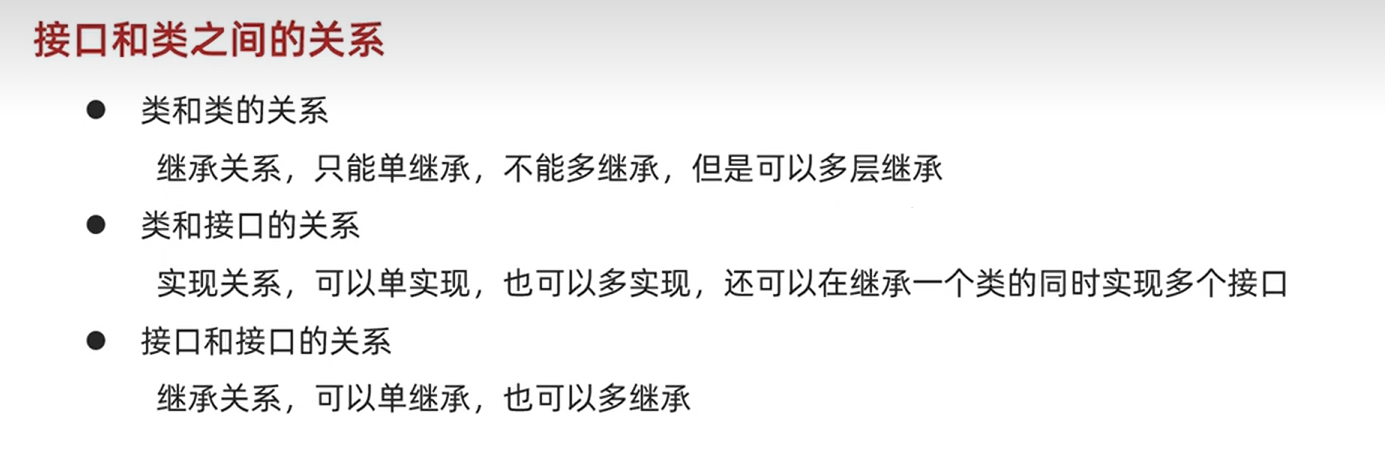 接口和类之间的关系
● 类和类的关系
继承关系，只能单继承，不能多继承，但是可以多层继承
● 类和接口的关系
实现关系，可以单实现，也可以多实现，还可以在继承一个类的同时实现多个接口
● 接口和接口的关系
继承关系，可以单继承，也可以多继承